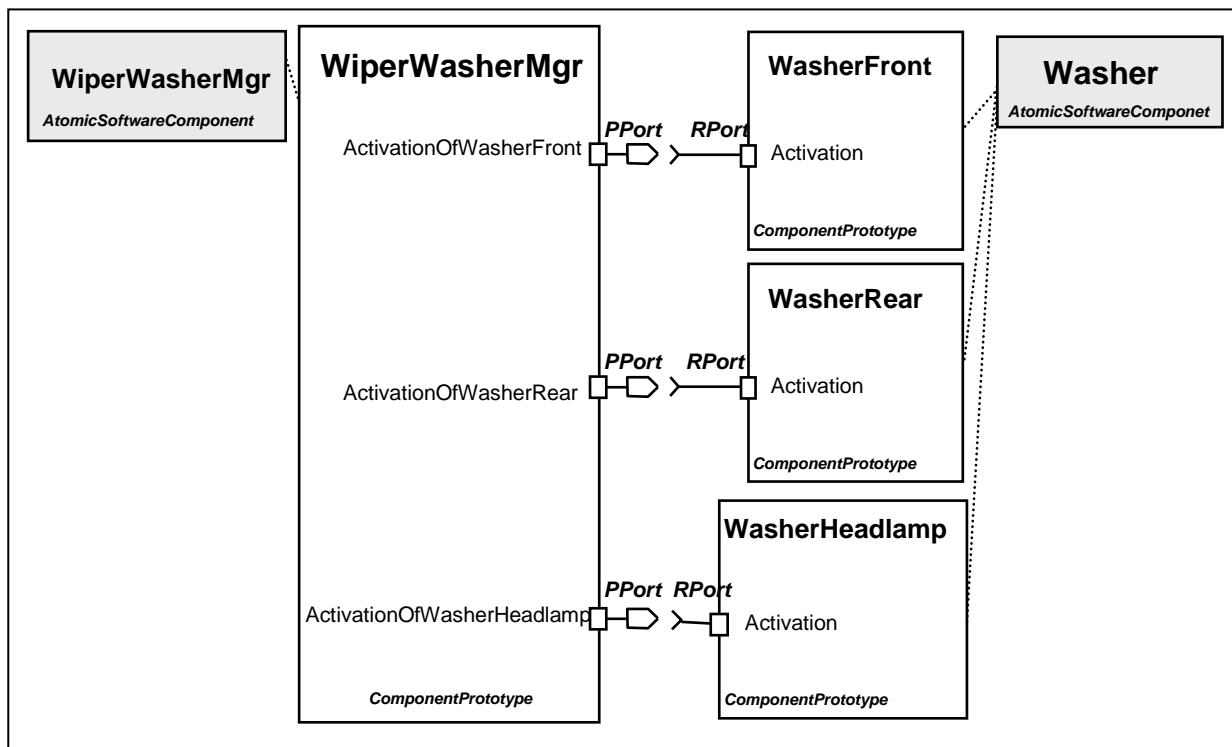 WiperWasherMgr
AtomicSoftwareComponent
WiperWasherMgr
ActivationOfWasherFront
ActivationOfWasherRear
ActivationOfWasherHeadlamp
ComponentPrototype
PPort RPort
PPort RPort
PPort RPort
WasherFront
Activation
ComponentPrototype
WasherRear
Activation
ComponentPrototype
WasherHeadlamp
Activation
ComponentPrototype
Washer
AtomicSoftwareComponet